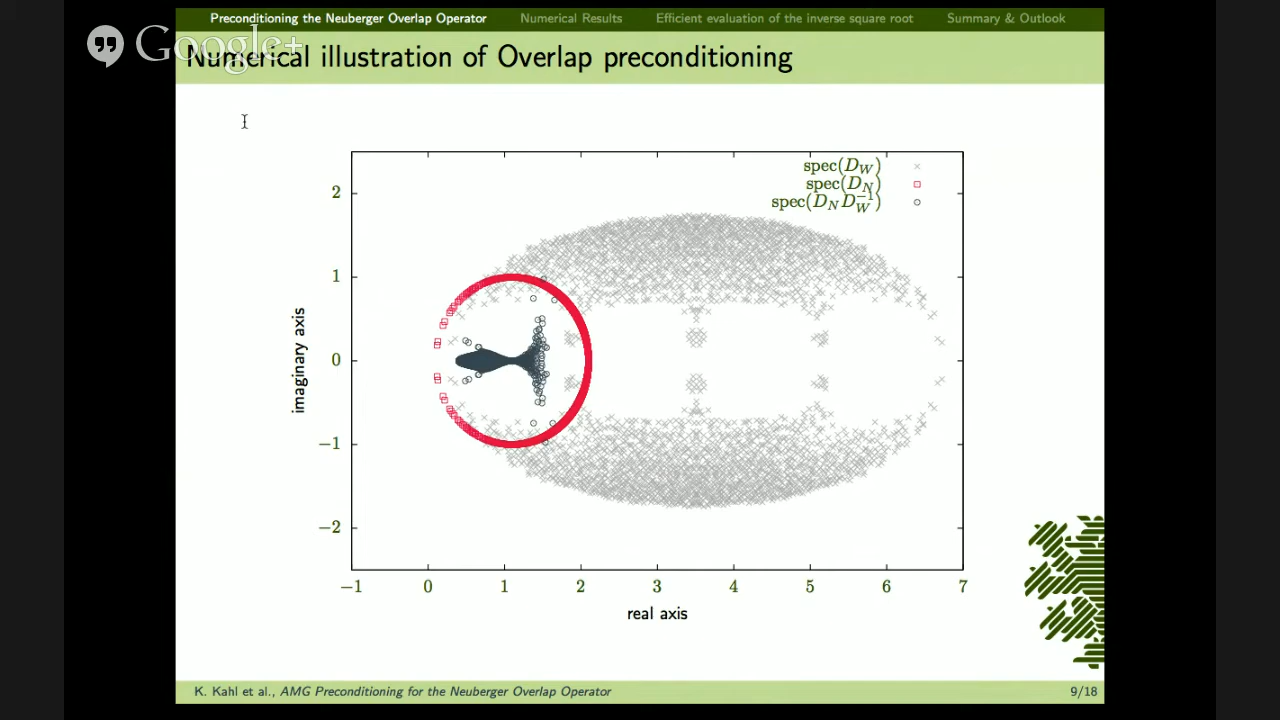 Preconditioning the Neuberger Overlap Operator Numerical Results Efficient evaluation of the inverse square root Summary & Outlook
Google+
Numerical illustration of Overlap preconditioning
spec(D_W)
spec(D_N)
spec(D_N D_W^{-1})
2
1
0
−1
−2
imaginary axis
−1 0 1 2 3 4 5 6 7
real axis
K. Kahl et al., AMG Preconditioning for the Neuberger Overlap Operator 9/18